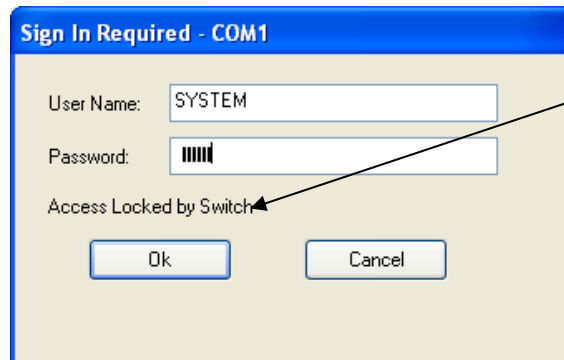 Sign In Required - COM1
User Name: SYSTEM
Password:
Access Locked by Switch
Ok Cancel